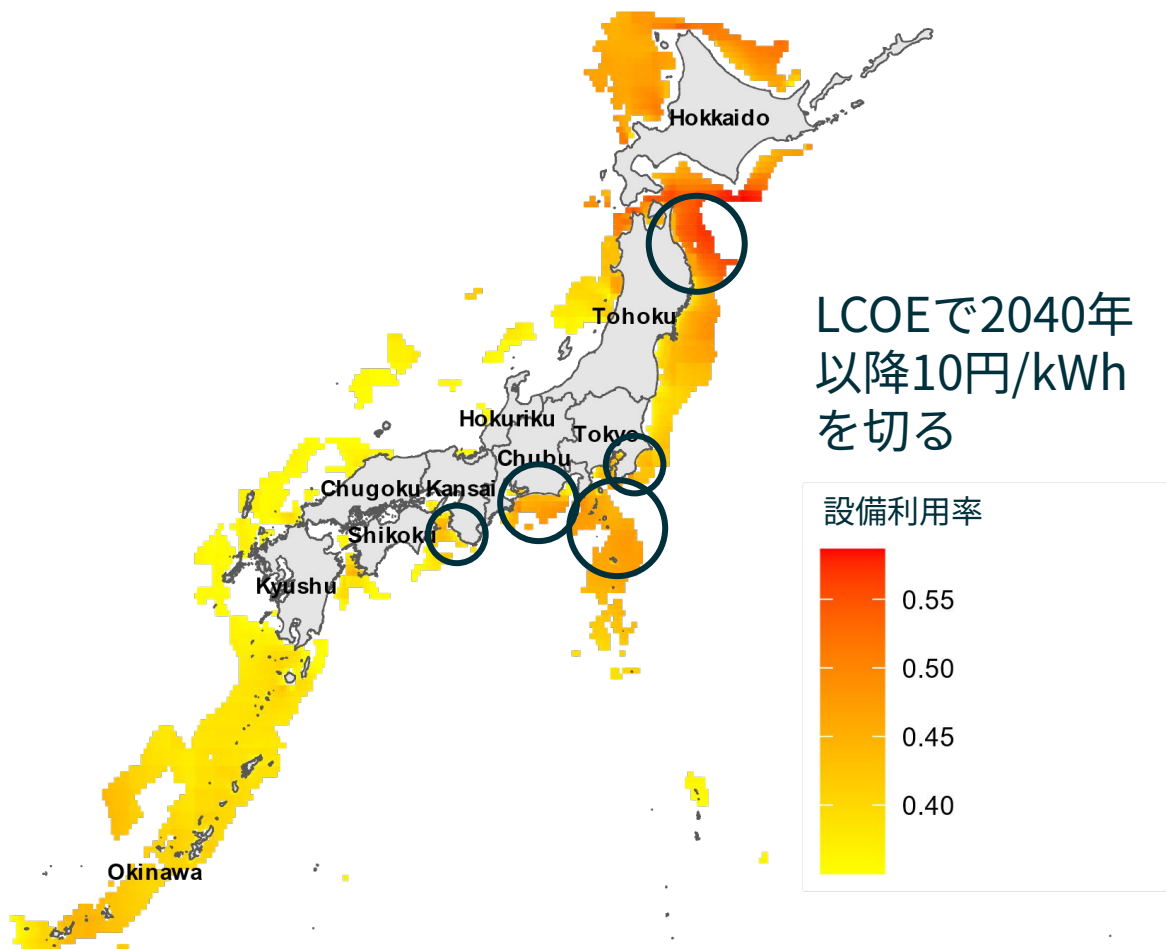 Hokkaido
Tohoku
LCOEで2040年
以降10円/kWh
を切る
Hokuriku
Tokyo
Chubu
Chugoku
Kansai
Shikoku
Kyushu
Okinawa
設備利用率
0.55
0.50
0.45
0.40